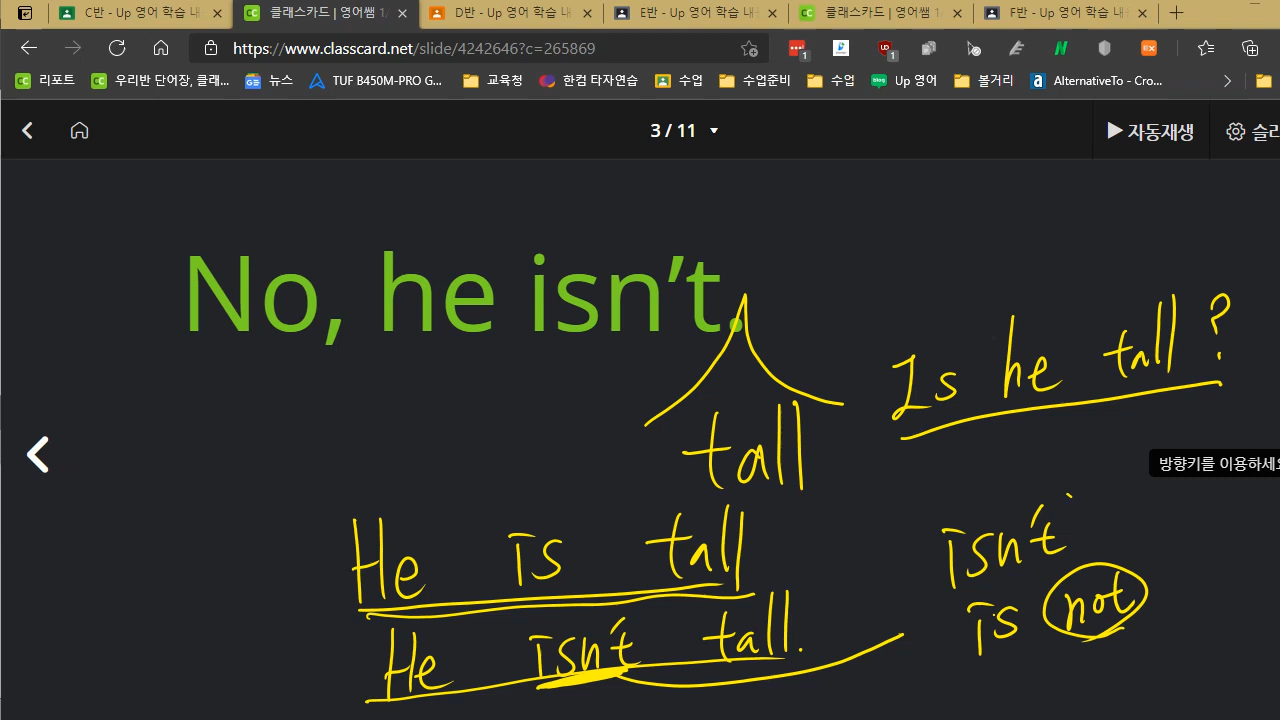 C반 - Up 영어 학습 내
클래스카드 | 영어쌤 1
D반 - Up 영어 학습 내
E반 - Up 영어 학습 내
클래스카드 | 영어쌤 1
F반 - Up 영어 학습 내
https://www.classcard.net/slide/4242646?c=265869
리포트
우리반 단어장, 클래...
뉴스
TUF B450M-PRO G...
교육청
한컴 타자연습
수업
수업준비
수업
Up 영어
볼거리
AlternativeTo - Cro...
3 / 11
자동재생
슬라
No, he isn't.
Is he tall ?
tall
방향키를 이용하세요
He is tall
isn't
is not
He isn't tall.